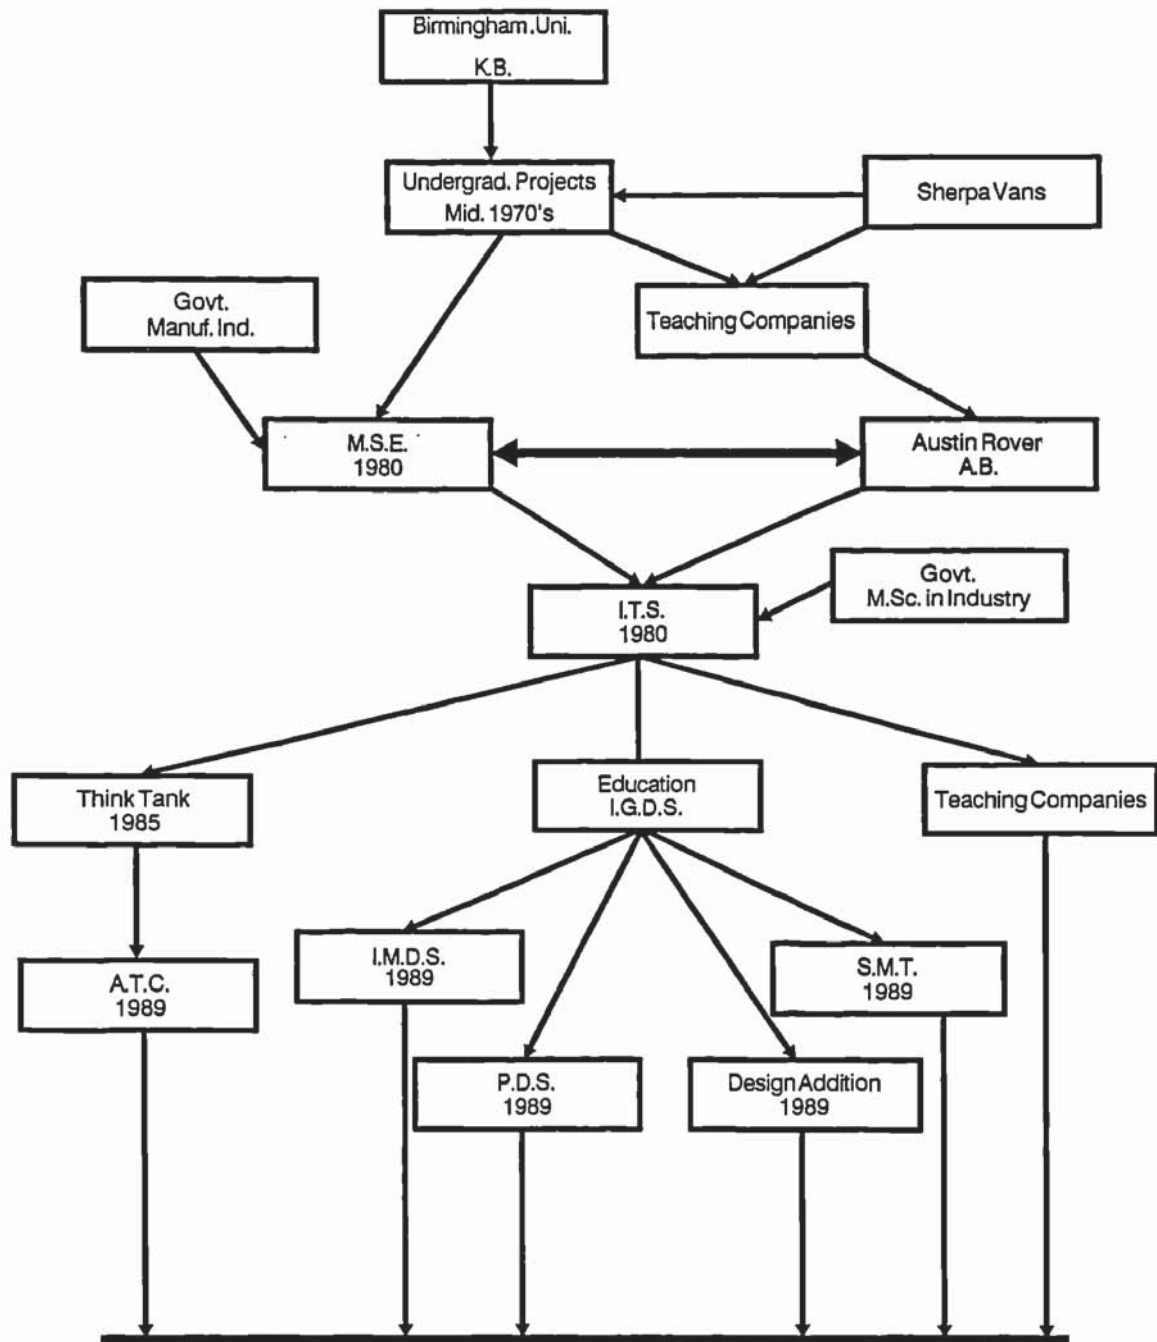 Birmingham.Uni.
K.B.
Undergrad. Projects
Mid. 1970's
Sherpa Vans
Govt.
Manuf. Ind.
Teaching Companies
M.S.E.
1980
Austin Rover
A.B.
Govt.
M.Sc. in Industry
I.T.S.
1980
Think Tank
1985
Education
I.G.D.S.
Teaching Companies
A.T.C.
1989
I.M.D.S.
1989
S.M.T.
1989
P.D.S.
1989
Design Addition
1989